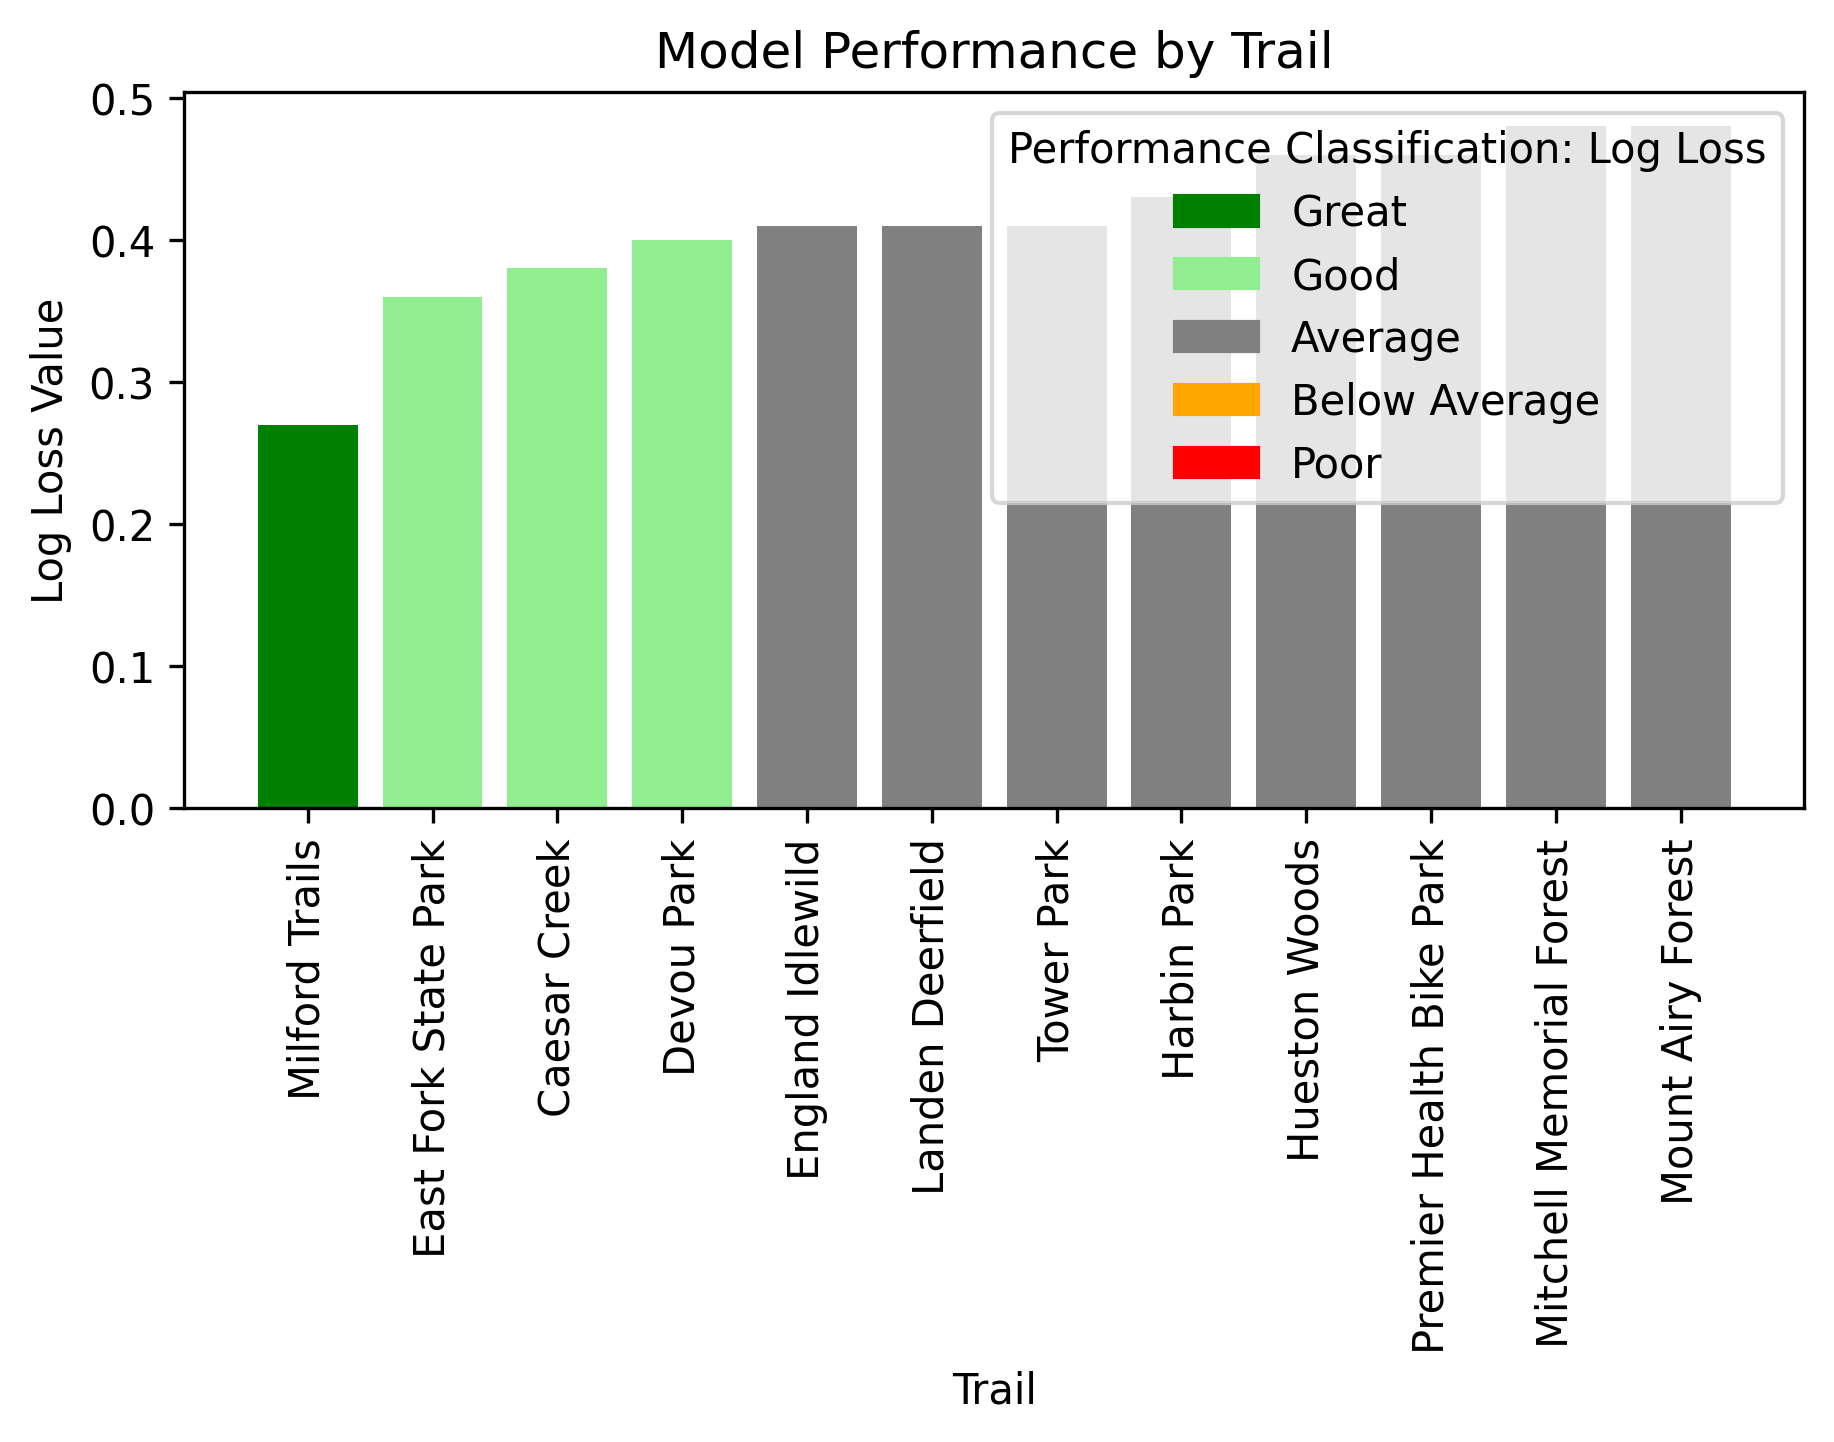 Model Performance by Trail
0.5
0.4
0.3
0.2
0.1
0.0
Log Loss Value
Performance Classification: Log Loss
Great
Good
Average
Below Average
Poor
Milford Trails
East Fork State Park
Caesar Creek
Devou Park
England Idlewild
Landen Deerfield
Tower Park
Harbin Park
Hueston Woods
Premier Health Bike Park
Mitchell Memorial Forest
Mount Airy Forest
Trail